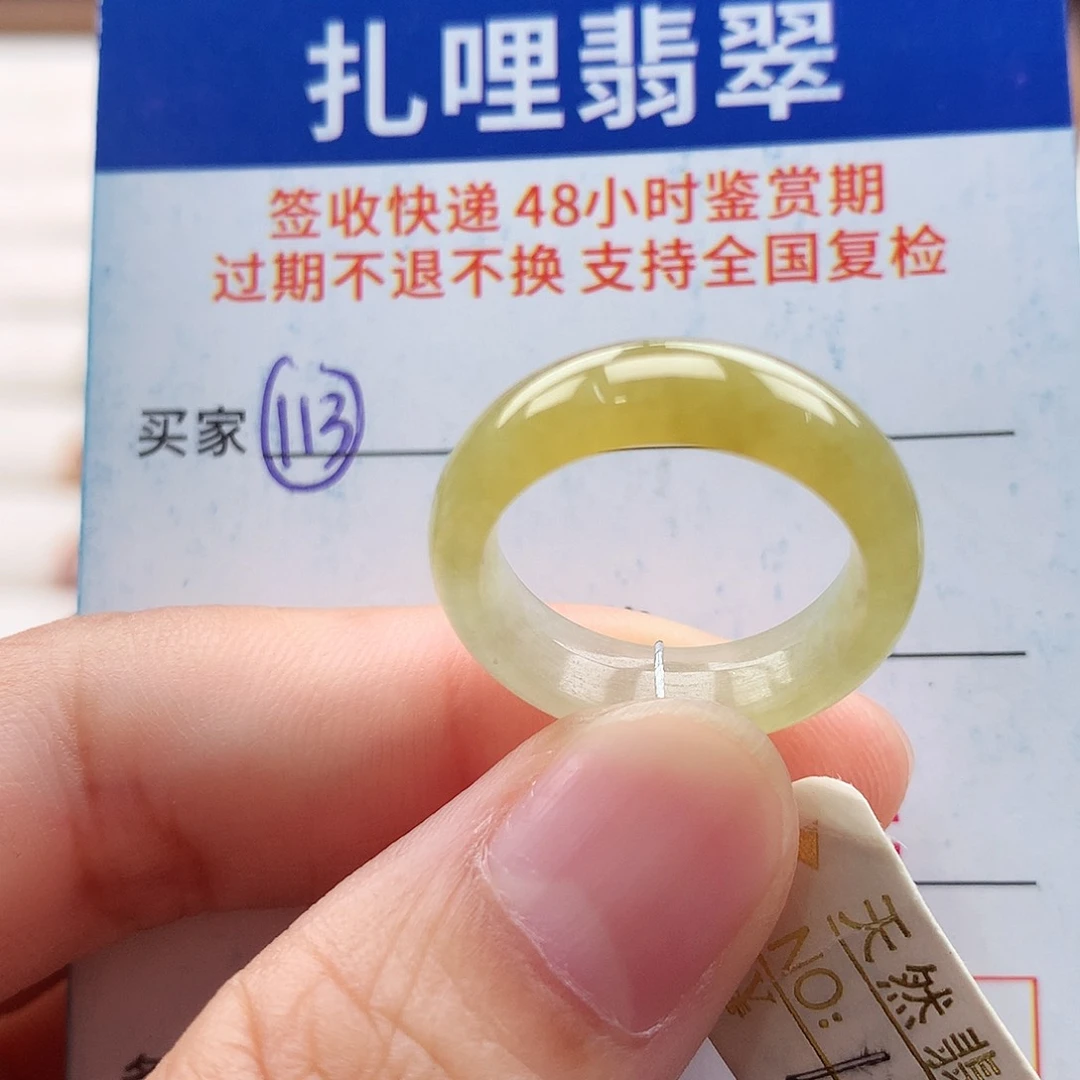 扎哩翡翠
签收快递 48小时鉴赏期
过期不退不换 支持全国复检
买家 113
天然翡
NO: